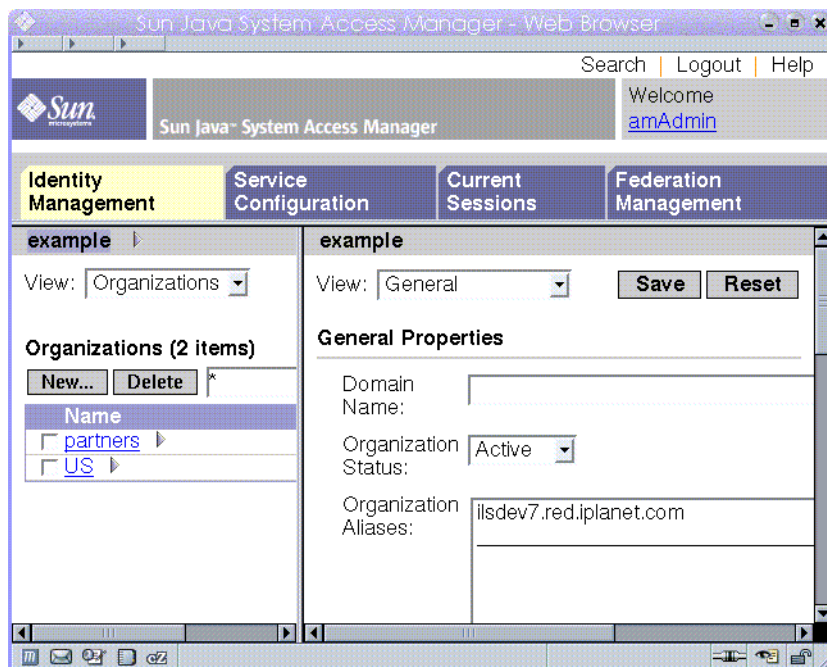 Sun Java System Access Manager - Web Browser
Search | Logout | Help
Sun
microsystems
Sun Java™ System Access Manager
Welcome
amAdmin
Identity Management
Service Configuration
Current Sessions
Federation Management
example
View: Organizations
Organizations (2 items)
New... Delete *
Name
partners
US
example
View: General Save Reset
General Properties
Domain Name:
Organization Status: Active
Organization Aliases: ilsdev7.red.iplanet.com